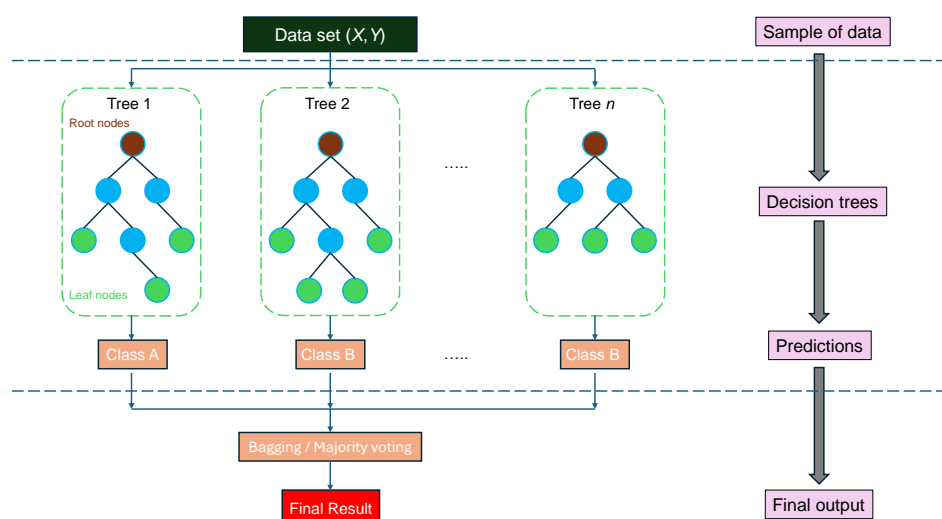 Data set (X, Y)
Sample of data
Tree 1
Tree 2
Tree n
Root nodes
.....
Decision trees
Leaf nodes
Class A
Class B
.....
Class B
Predictions
Bagging / Majority voting
Final Result
Final output